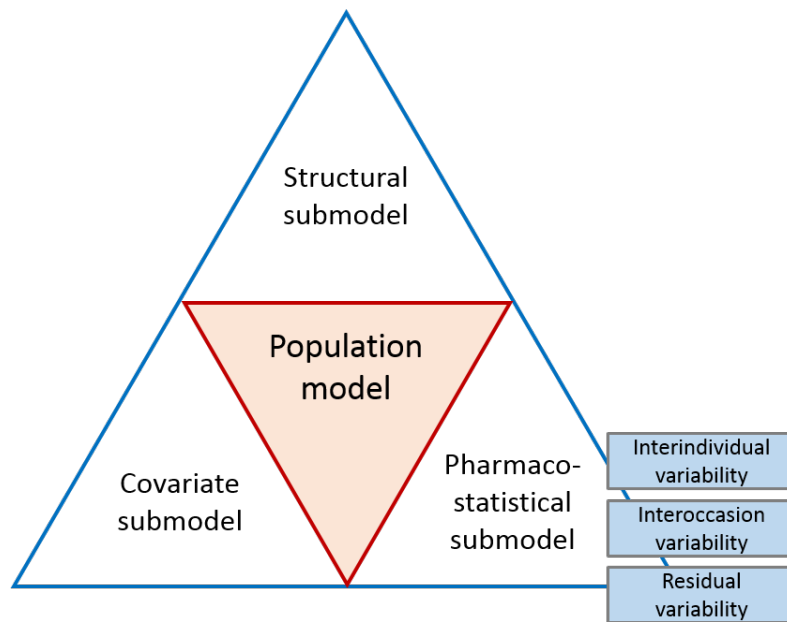 Structural
submodel
Population
model
Covariate
submodel
Pharmaco-
statistical
submodel
Interindividual
variability
Interoccasion
variability
Residual
variability